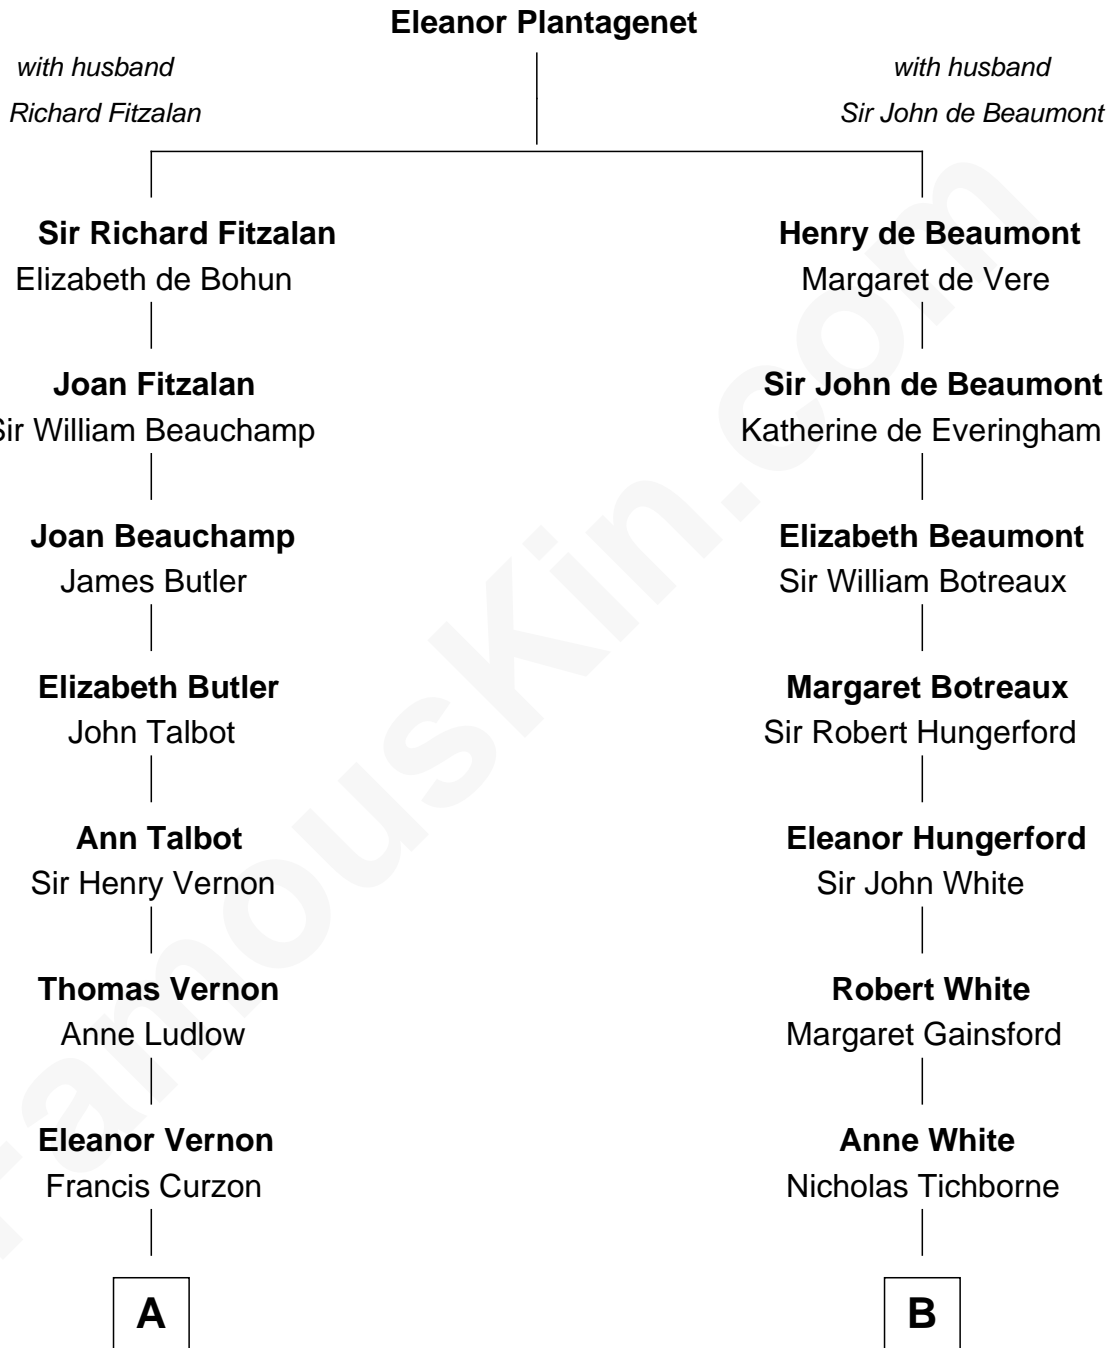 Eleanor Plantagenet
with husband
Richard Fitzalan
with husband
Sir John de Beaumont
Sir Richard Fitzalan
Elizabeth de Bohun
Henry de Beaumont
Margaret de Vere
Joan Fitzalan
Sir William Beauchamp
Sir John de Beaumont
Katherine de Everingham
Joan Beauchamp
James Butler
Elizabeth Beaumont
Sir William Botreaux
Elizabeth Butler
John Talbot
Margaret Botreaux
Sir Robert Hungerford
Ann Talbot
Sir Henry Vernon
Eleanor Hungerford
Sir John White
Thomas Vernon
Anne Ludlow
Robert White
Margaret Gainsford
Eleanor Vernon
Francis Curzon
Anne White
Nicholas Tichborne
A
B
FamousKin.com